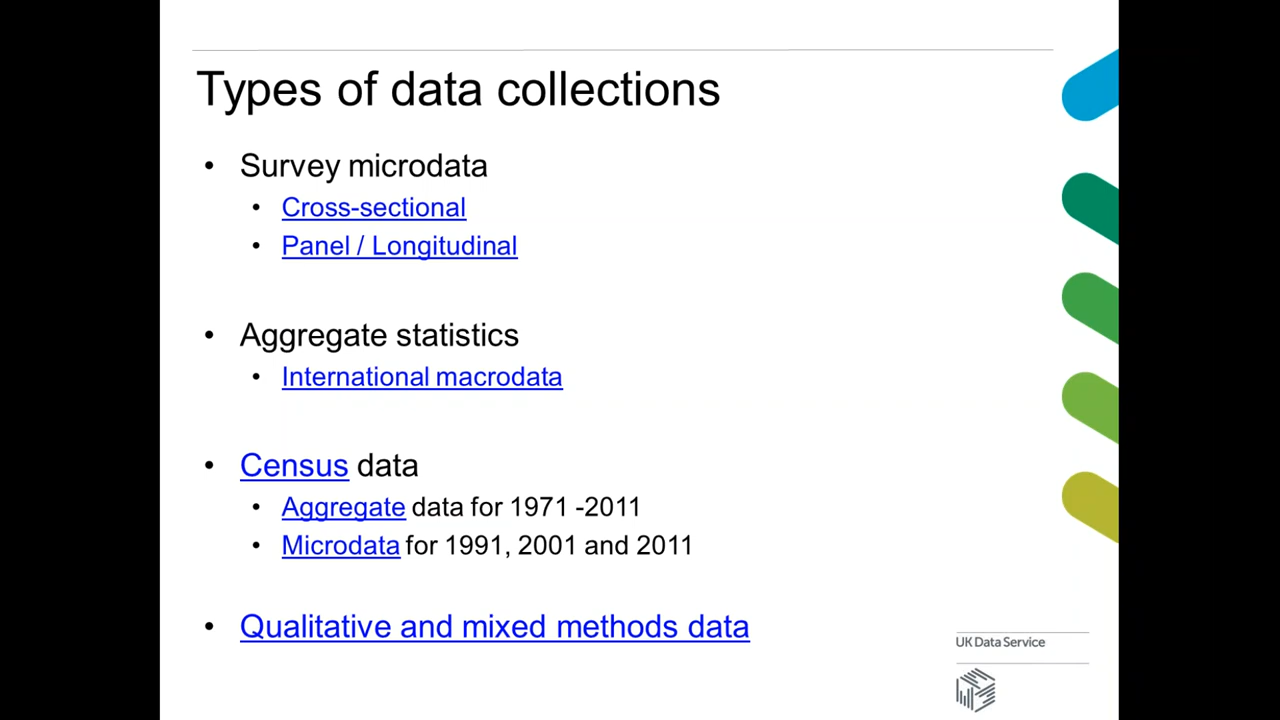 Types of data collections
• Survey microdata
• Cross-sectional
• Panel / Longitudinal
• Aggregate statistics
• International macrodata
• Census data
• Aggregate data for 1971 -2011
• Microdata for 1991, 2001 and 2011
• Qualitative and mixed methods data
UK Data Service